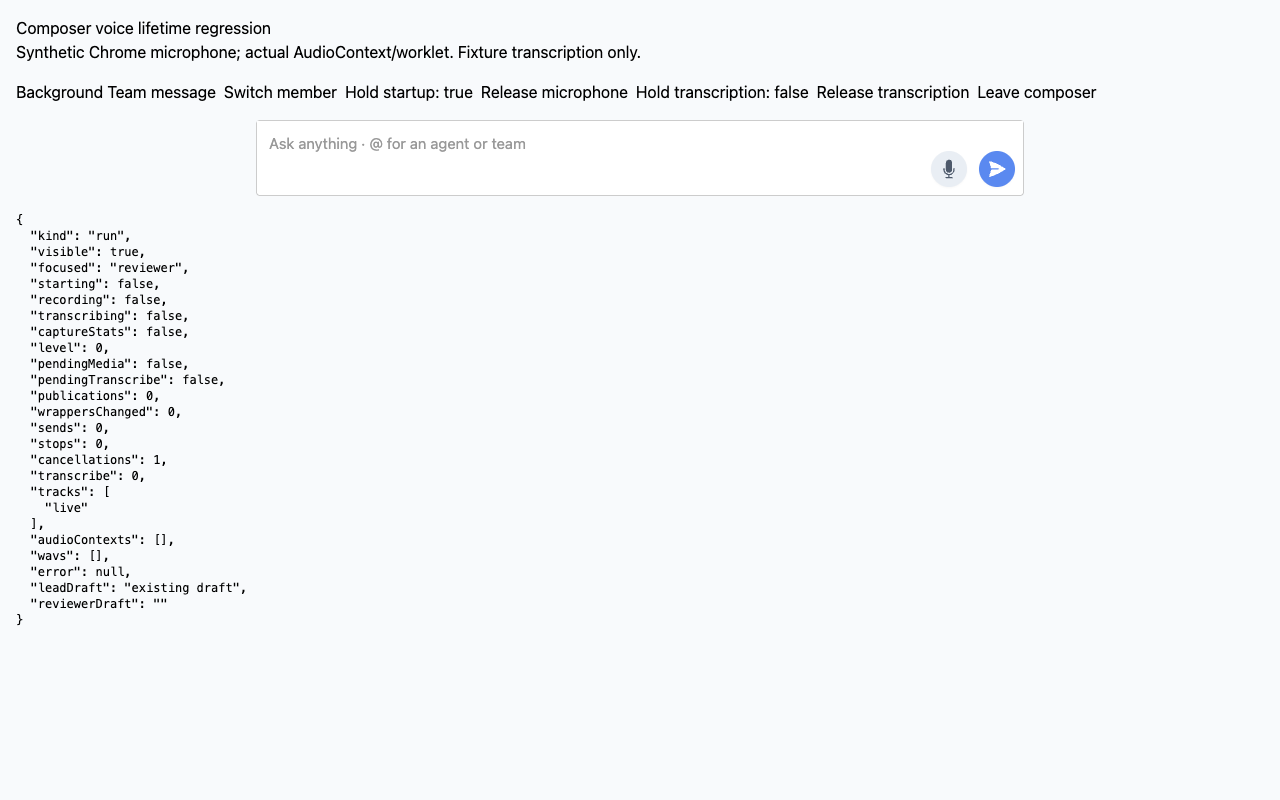 Composer voice lifetime regression
Synthetic Chrome microphone; actual AudioContext/worklet. Fixture transcription only.
Background Team message Switch member Hold startup: true Release microphone Hold transcription: false Release transcription Leave composer
Ask anything · @ for an agent or team
{
  "kind": "run",
  "visible": true,
  "focused": "reviewer",
  "starting": false,
  "recording": false,
  "transcribing": false,
  "captureStats": false,
  "level": 0,
  "pendingMedia": false,
  "pendingTranscribe": false,
  "publications": 0,
  "wrappersChanged": 0,
  "sends": 0,
  "stops": 0,
  "cancellations": 1,
  "transcribe": 0,
  "tracks": [
    "live"
  ],
  "audioContexts": [],
  "wavs": [],
  "error": null,
  "leadDraft": "existing draft",
  "reviewerDraft": ""
}